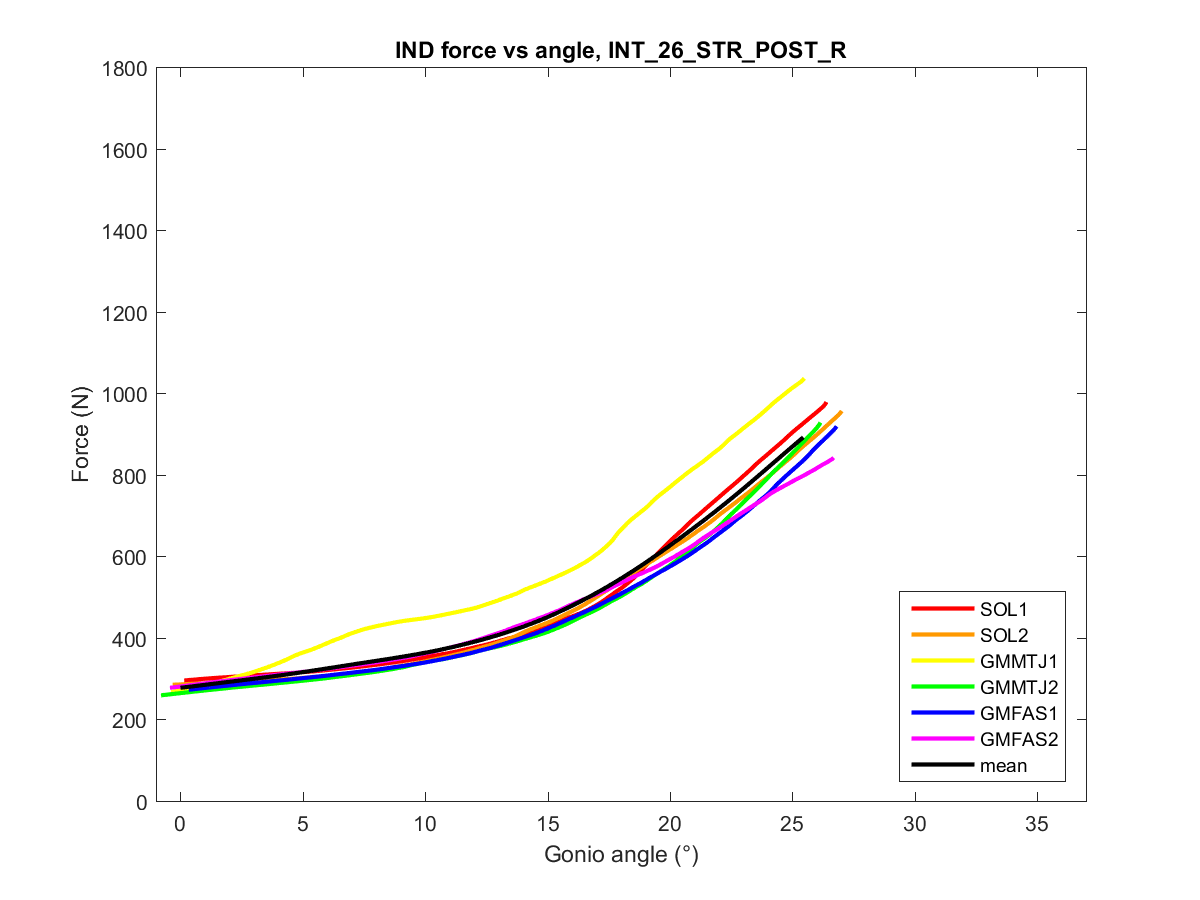 IND force vs angle, INT_26_STR_POST_R
1800
1600
1400
1200
1000
800
600
400
200
0
Force (N)
0 5 10 15 20 25 30 35
Gonio angle (°)
SOL1
SOL2
GMMTJ1
GMMTJ2
GMFAS1
GMFAS2
mean